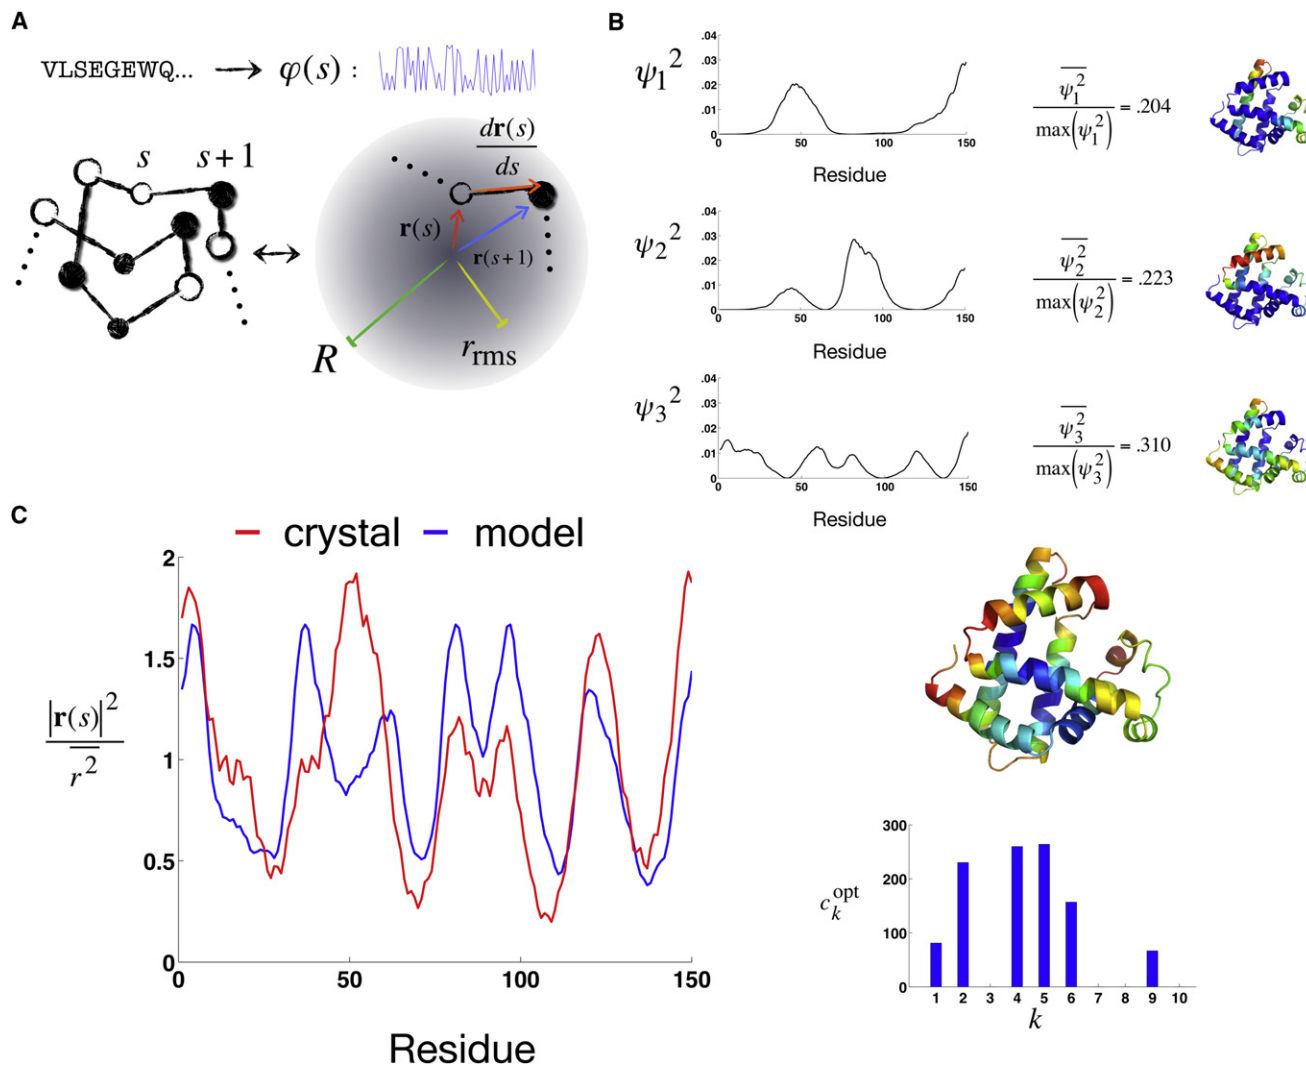 A
VLSEGEWQ... → φ(s) :
s
s+1
dr(s)
ds
r(s)
r(s+1)
R
r_rms
B
ψ₁²
.04
.03
.02
.01
0
0 50 100 150
Residue
ψ₁²
max(ψ₁²)
= .204
ψ₂²
.04
.03
.02
.01
0
0 50 100 150
Residue
ψ₂²
max(ψ₂²)
= .223
ψ₃²
.04
.03
.02
.01
0
0 50 100 150
Residue
ψ₃²
max(ψ₃²)
= .310
C
crystal model
|r(s)|²
r²
2
1.5
1
0.5
0
0 50 100 150
Residue
c_k^opt
300
200
100
0
1 2 3 4 5 6 7 8 9 10
k